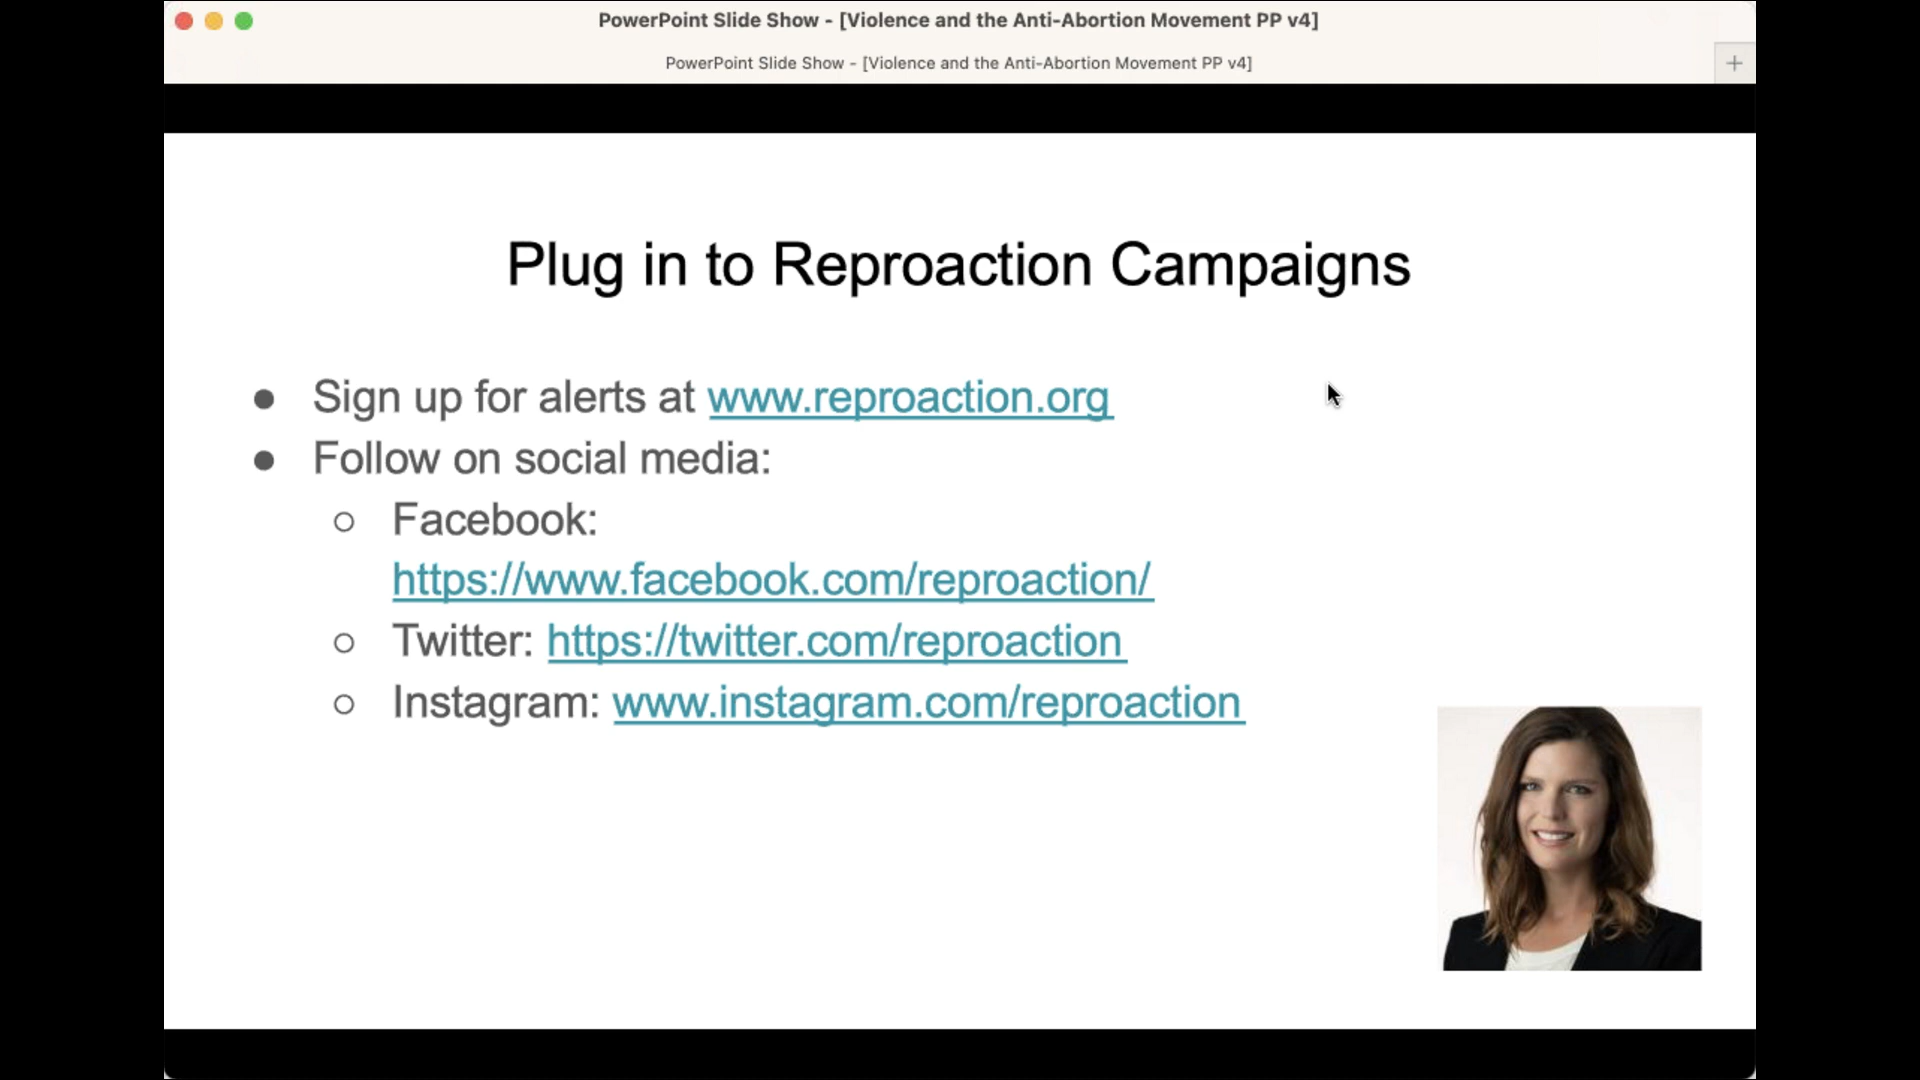 PowerPoint Slide Show - [Violence and the Anti-Abortion Movement PP v4]
PowerPoint Slide Show - [Violence and the Anti-Abortion Movement PP v4]
Plug in to Reproaction Campaigns
● Sign up for alerts at www.reproaction.org
● Follow on social media:
○ Facebook:
https://www.facebook.com/reproaction/
○ Twitter: https://twitter.com/reproaction
○ Instagram: www.instagram.com/reproaction